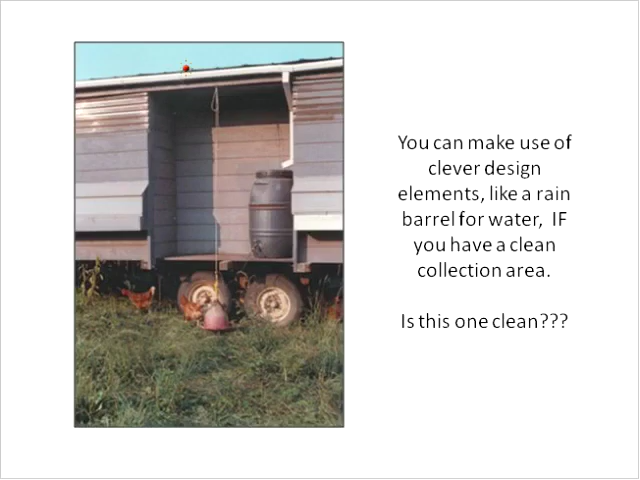 You can make use of
clever design
elements, like a rain
barrel for water,  IF
you have a clean
collection area.
Is this one clean???